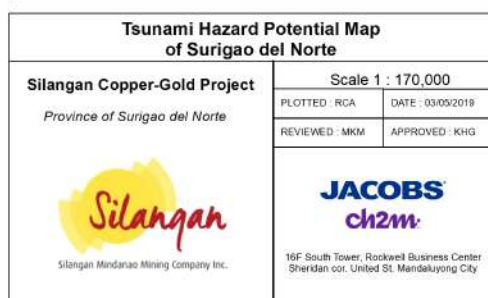 Tsunami Hazard Potential Map
of Surigao del Norte
Silangan Copper-Gold Project
Province of Surigao del Norte
Silangan
Silangan Mindanao Mining Company Inc.
Scale 1 : 170,000
PLOTTED : RCA
DATE : 03/05/2019
REVIEWED : MKM
APPROVED : KHG
JACOBS
ch2m
16F South Tower, Rockwell Business Center
Sheridan cor. United St. Mandaluyong City